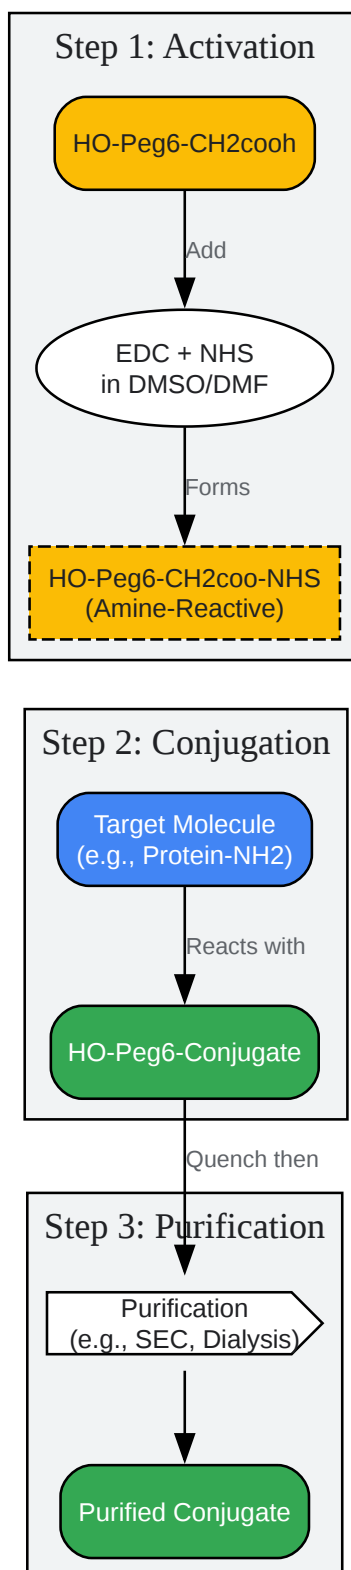 Step 1: Activation
HO-Peg6-CH2cooh
Add
EDC + NHS
in DMSO/DMF
Forms
HO-Peg6-CH2coo-NHS
(Amine-Reactive)
Step 2: Conjugation
Target Molecule
(e.g., Protein-NH2)
Reacts with
HO-Peg6-Conjugate
Quench then
Step 3: Purification
Purification
(e.g., SEC, Dialysis)
Purified Conjugate